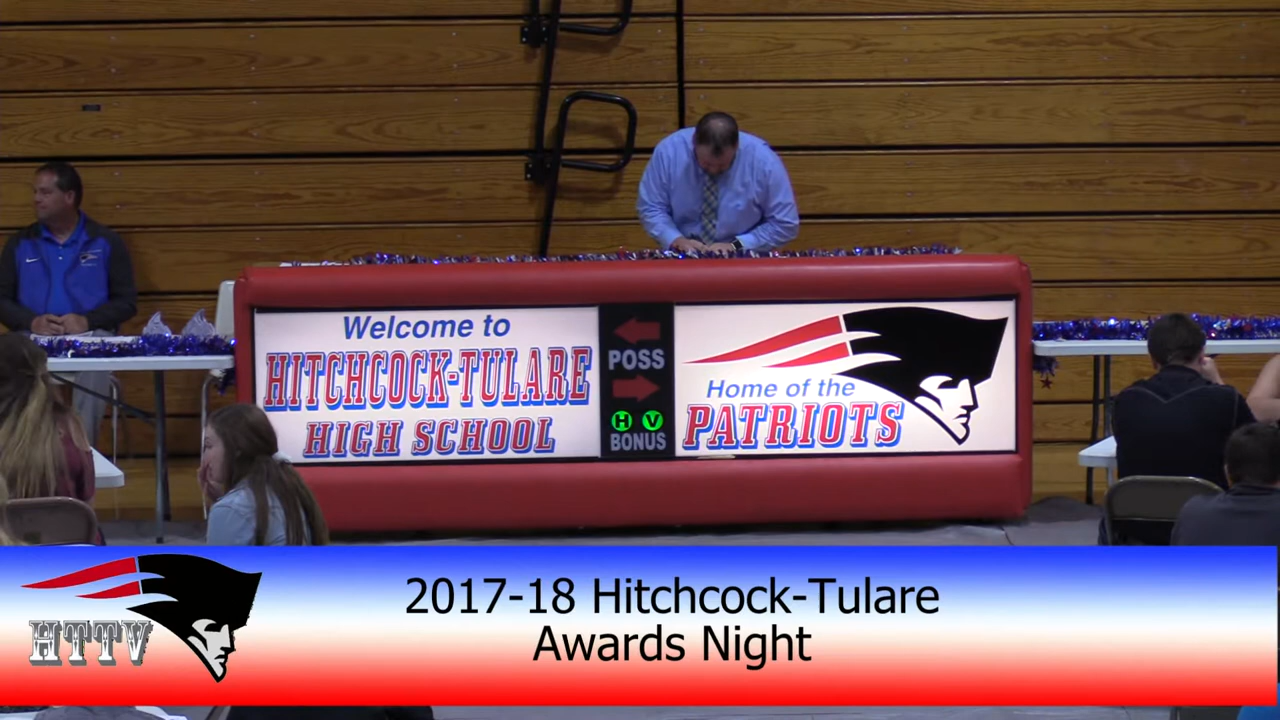 Welcome to
HITCHCOCK-TULARE
HIGH SCHOOL
POSS
H V
BONUS
Home of the
PATRIOTS
HTTV
2017-18 Hitchcock-Tulare
Awards Night